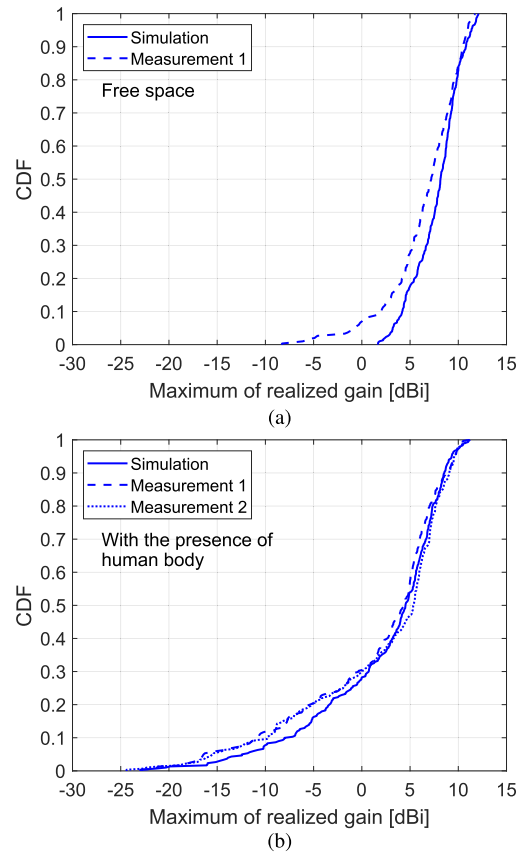 (a)
1
0.9
0.8
0.7
0.6
0.5
0.4
0.3
0.2
0.1
0
CDF
Simulation
Measurement 1
Free space
-30 -25 -20 -15 -10 -5 0 5 10 15
Maximum of realized gain [dBi]
(a)
1
0.9
0.8
0.7
0.6
0.5
0.4
0.3
0.2
0.1
0
CDF
Simulation
Measurement 1
Measurement 2
With the presence of
human body
-30 -25 -20 -15 -10 -5 0 5 10 15
Maximum of realized gain [dBi]
(b)